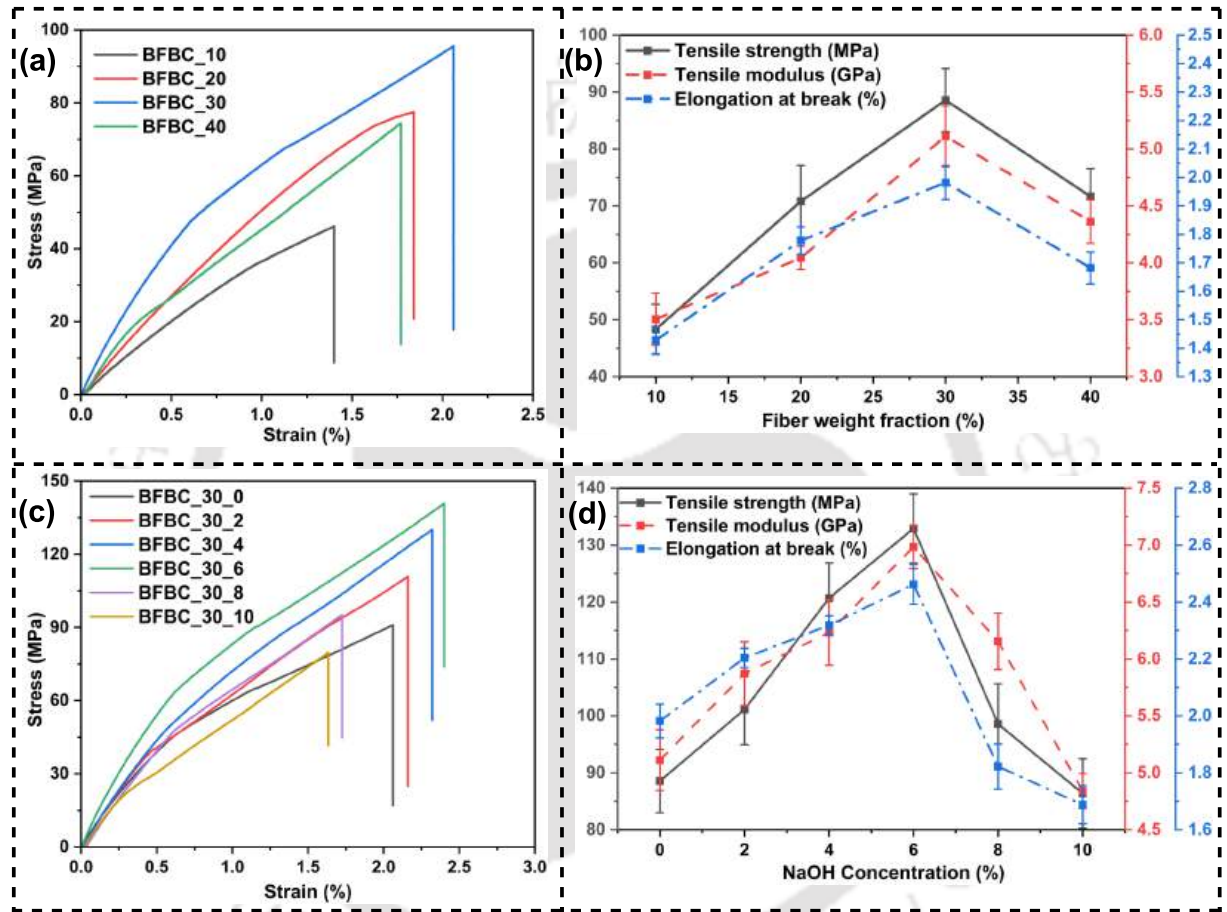 (a)
BFBC_10
BFBC_20
BFBC_30
BFBC_40
100
80
60
40
20
0
Stress (MPa)
0.0 0.5 1.0 1.5 2.0 2.5
Strain (%)
(b)
Tensile strength (MPa)
Tensile modulus (GPa)
Elongation at break (%)
100
90
80
70
60
50
40
6.0
5.5
5.0
4.5
4.0
3.5
3.0
2.5
2.4
2.3
2.2
2.1
2.0
1.9
1.8
1.7
1.6
1.5
1.4
1.3
10 15 20 25 30 35 40
Fiber weight fraction (%)
(c)
BFBC_30_0
BFBC_30_2
BFBC_30_4
BFBC_30_6
BFBC_30_8
BFBC_30_10
150
120
90
60
30
0
Stress (MPa)
0.0 0.5 1.0 1.5 2.0 2.5 3.0
Strain (%)
(d)
Tensile strength (MPa)
Tensile modulus (GPa)
Elongation at break (%)
140
130
120
110
100
90
80
7.5
7.0
6.5
6.0
5.5
5.0
4.5
2.8
2.6
2.4
2.2
2.0
1.8
1.6
0 2 4 6 8 10
NaOH Concentration (%)